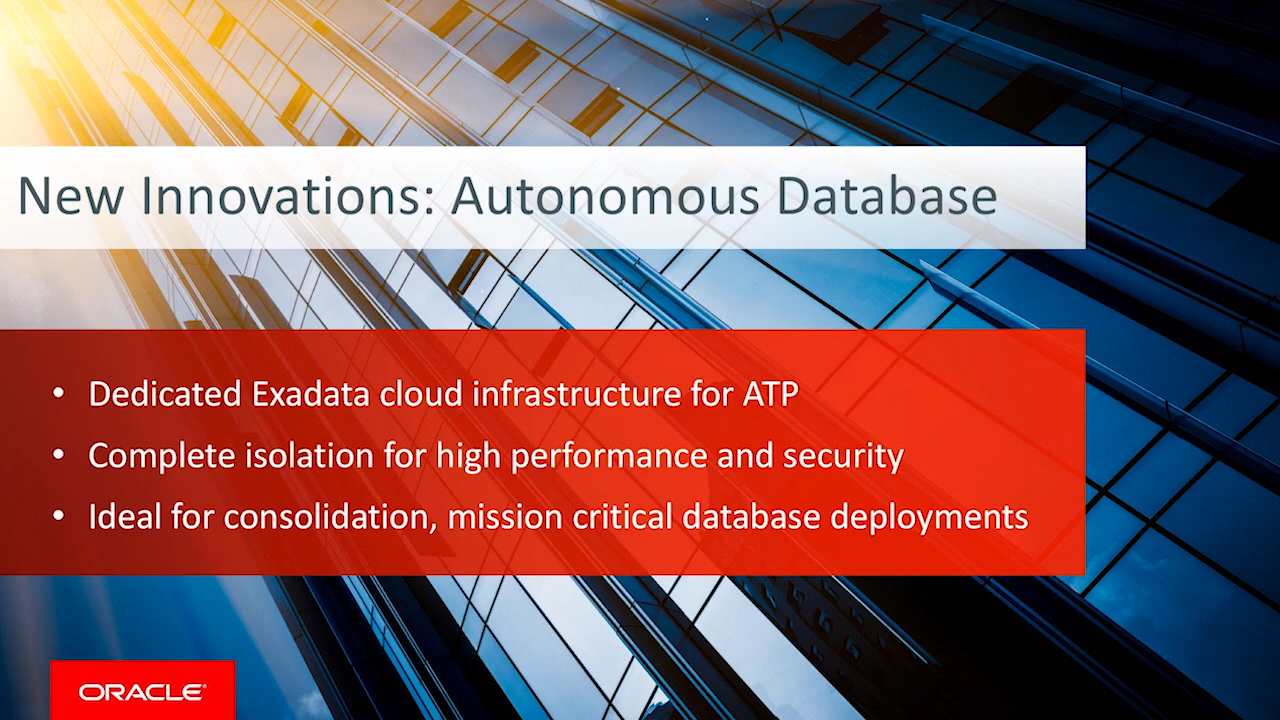 New Innovations: Autonomous Database
• Dedicated Exadata cloud infrastructure for ATP
• Complete isolation for high performance and security
• Ideal for consolidation, mission critical database deployments
ORACLE®